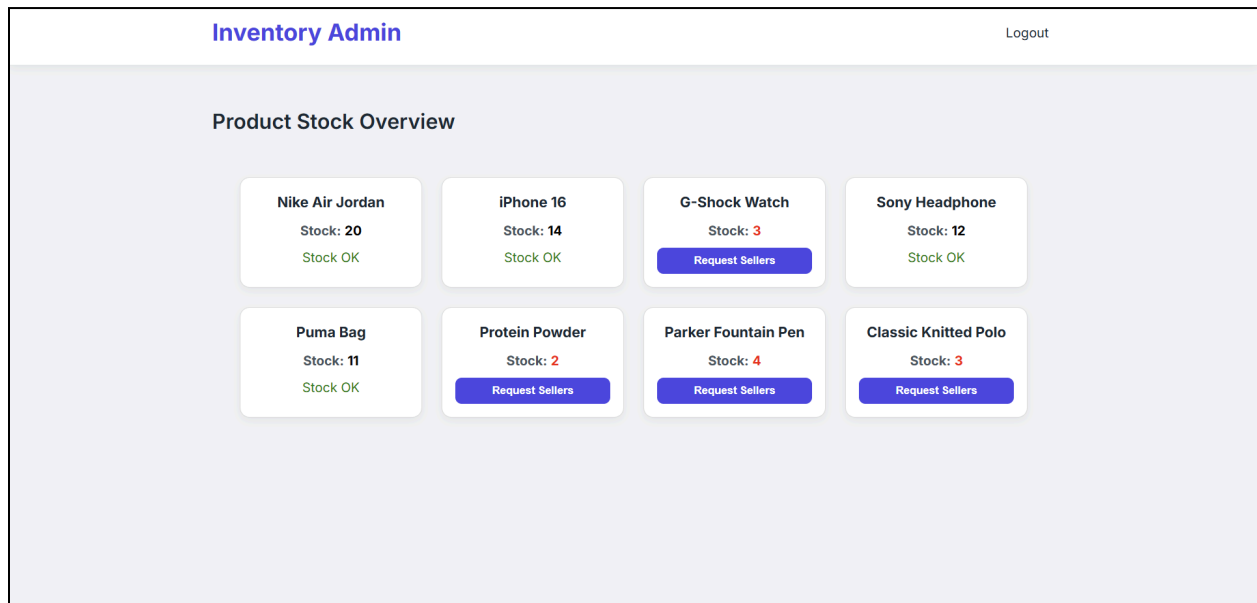 Inventory Admin
Logout
Product Stock Overview
Nike Air Jordan
Stock: 20
Stock OK
iPhone 16
Stock: 14
Stock OK
G-Shock Watch
Stock: 3
Request Sellers
Sony Headphone
Stock: 12
Stock OK
Puma Bag
Stock: 11
Stock OK
Protein Powder
Stock: 2
Request Sellers
Parker Fountain Pen
Stock: 4
Request Sellers
Classic Knitted Polo
Stock: 3
Request Sellers